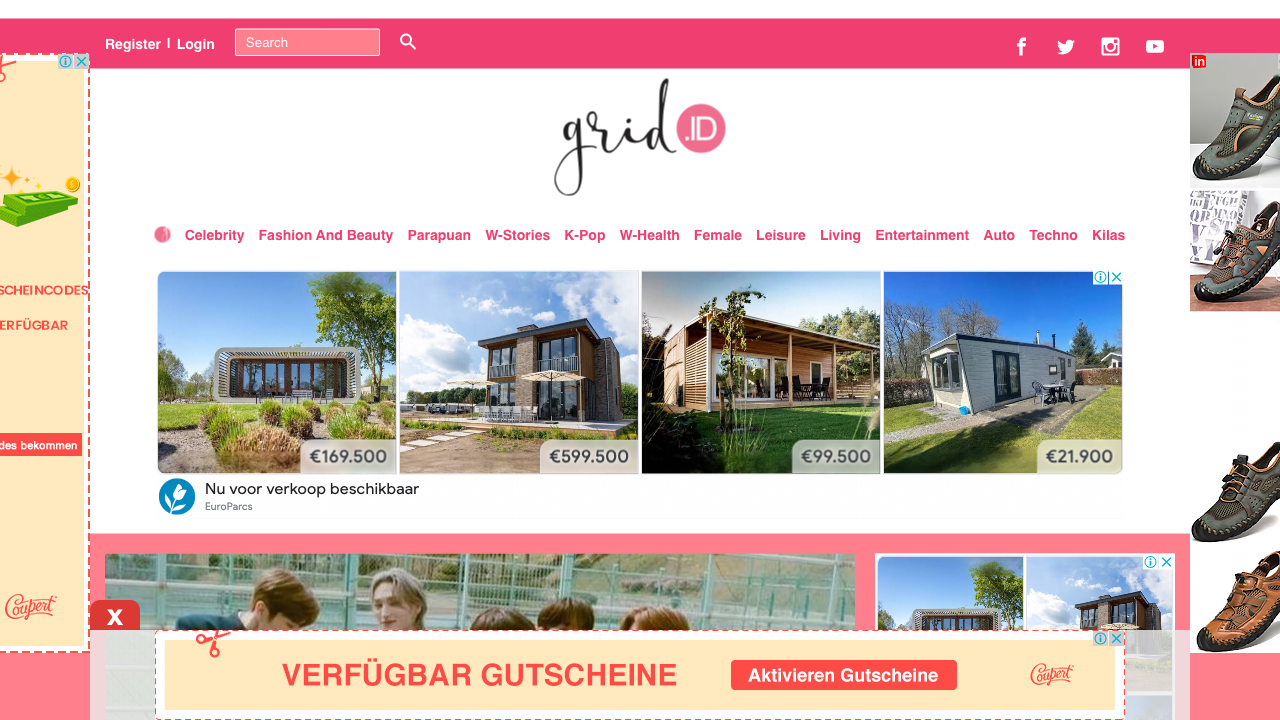 Register | Login
Search
grid .ID
Celebrity Fashion And Beauty Parapuan W-Stories K-Pop W-Health Female Leisure Living Entertainment Auto Techno Kilas
in
SCHEINCODES
ERFÜGBAR
des bekommen
Coupert
€169.500
€599.500
€99.500
€21.900
Nu voor verkoop beschikbaar
EuroParcs
X
VERFÜGBAR GUTSCHEINE
Aktivieren Gutscheine
Coupert